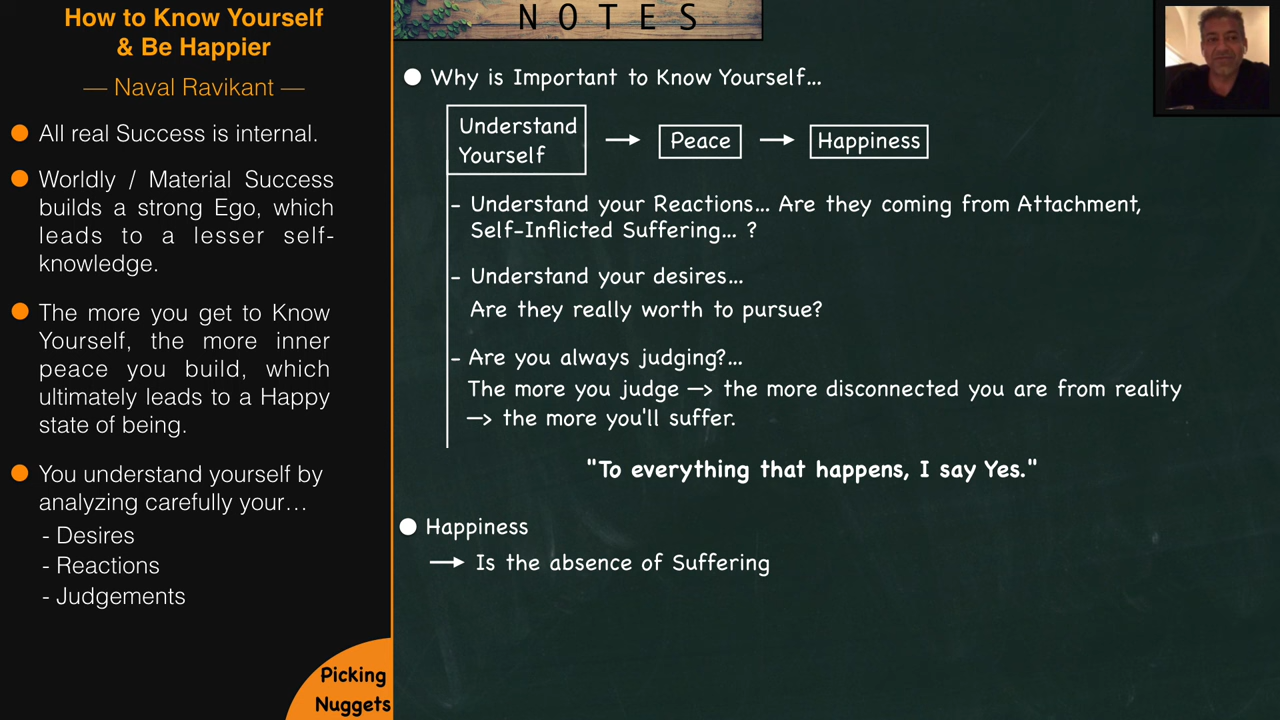 How to Know Yourself
& Be Happier
— Naval Ravikant —
All real Success is internal.
Worldly / Material Success
builds a strong Ego, which
leads to a lesser self-
knowledge.
The more you get to Know
Yourself, the more inner
peace you build, which
ultimately leads to a Happy
state of being.
You understand yourself by
analyzing carefully your…
- Desires
- Reactions
- Judgements
Picking
Nuggets
NOTES
Why is Important to Know Yourself...
Understand
Yourself
→ Peace → Happiness
- Understand your Reactions... Are they coming from Attachment,
Self-Inflicted Suffering... ?
- Understand your desires...
Are they really worth to pursue?
- Are you always judging?...
The more you judge —> the more disconnected you are from reality
—> the more you'll suffer.
"To everything that happens, I say Yes."
Happiness
→ Is the absence of Suffering